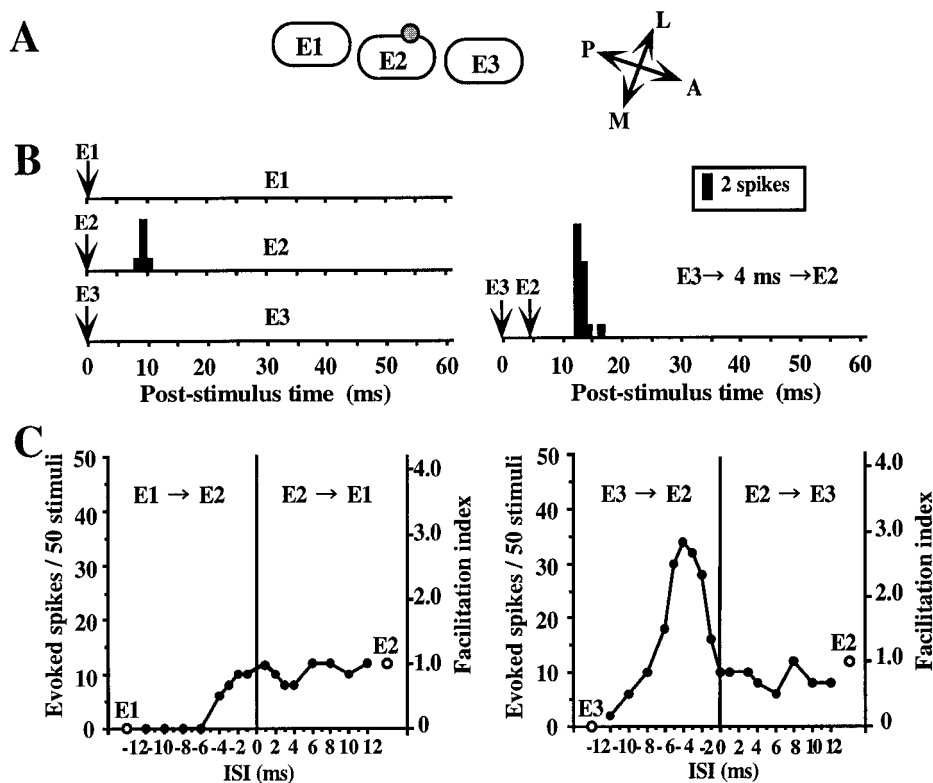 A
E1 E2 E3
L
P
A
M
B
E1
E1
E2
E2
E3
E3
0 10 20 30 40 50 60
Post-stimulus time (ms)
2 spikes
E3→ 4 ms →E2
E3 E2
0 10 20 30 40 50 60
Post-stimulus time (ms)
C
Evoked spikes / 50 stimuli
50
40
30
20
10
0
E1 → E2
E2 → E1
E1
E2
4.0
3.0
2.0
1.0
0
Facilitation index
-12 -10 -8 -6 -4 -2 0 2 4 6 8 10 12
ISI (ms)
Evoked spikes / 50 stimuli
50
40
30
20
10
0
E3 → E2
E2 → E3
E3
E2
4.0
3.0
2.0
1.0
0
Facilitation index
-12 -10 -8 -6 -4 -2 0 2 4 6 8 10 12
ISI (ms)